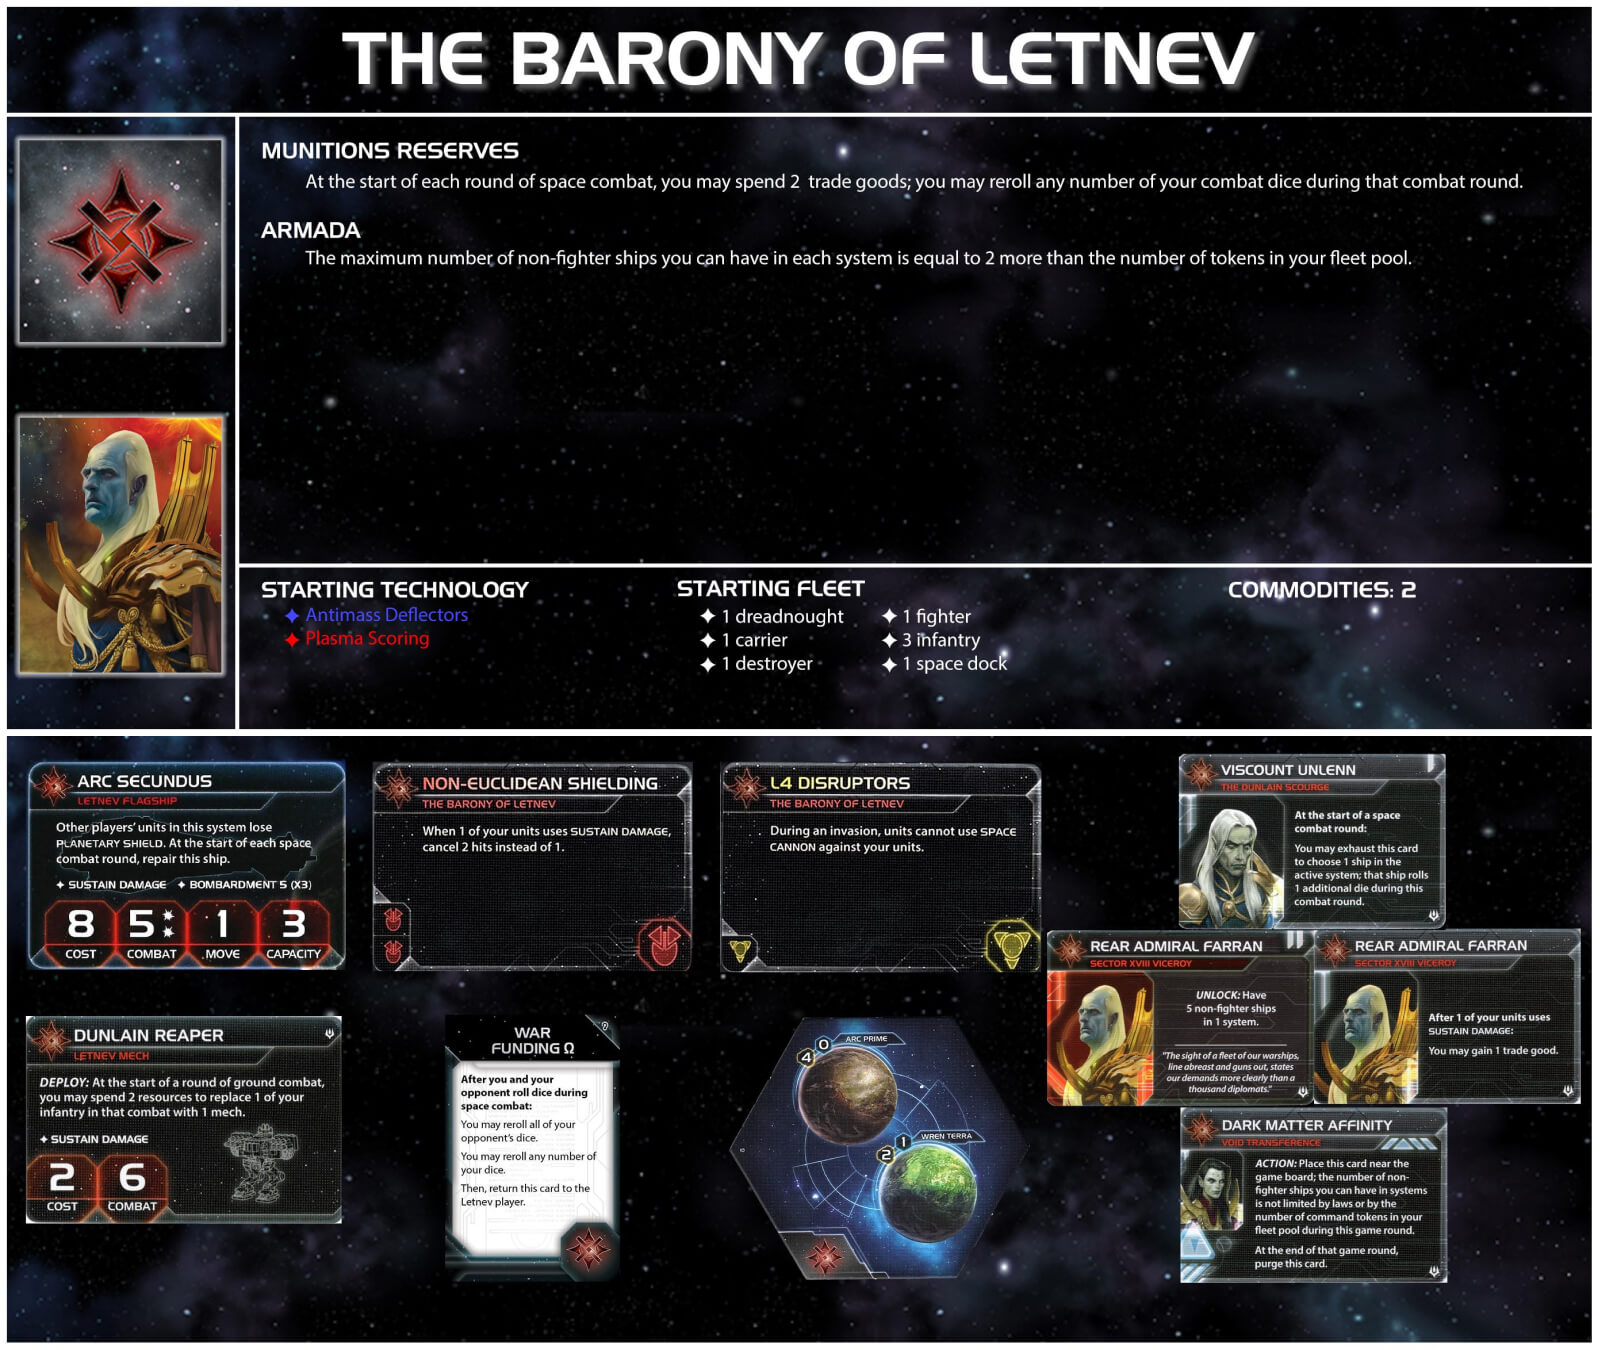 THE BARONY OF LETNEV
MUNITIONS RESERVES
At the start of each round of space combat, you may spend 2 trade goods; you may reroll any number of your combat dice during that combat round.
ARMADA
The maximum number of non-fighter ships you can have in each system is equal to 2 more than the number of tokens in your fleet pool.
STARTING TECHNOLOGY
Antimass Deflectors
Plasma Scoring
STARTING FLEET
1 dreadnought
1 carrier
1 destroyer
1 fighter
3 infantry
1 space dock
COMMODITIES: 2
ARC SECUNDUS
LETNEV FLAGSHIP
Other players' units in this system lose
PLANETARY SHIELD. At the start of each space
combat round, repair this ship.
SUSTAIN DAMAGE BOMBARDMENT 5 (X3)
8 5 1 3
COST COMBAT MOVE CAPACITY
NON-EUCLIDEAN SHIELDING
THE BARONY OF LETNEV
When 1 of your units uses SUSTAIN DAMAGE,
cancel 2 hits instead of 1.
L4 DISRUPTORS
THE BARONY OF LETNEV
During an invasion, units cannot use SPACE
CANNON against your units.
VISCOUNT UNLENN
THE DUNLAIN SCOURGE
At the start of a space
combat round:
You may exhaust this card
to choose 1 ship in the
active system; that ship rolls
1 additional die during this
combat round.
REAR ADMIRAL FARRAN
SECTOR XVIII VICEROY
UNLOCK: Have
5 non-fighter ships
in 1 system.
"The sight of a fleet of our warships,
line abreast and guns out, states
our demands more clearly than a
thousand diplomats."
REAR ADMIRAL FARRAN
SECTOR XVIII VICEROY
After 1 of your units uses
SUSTAIN DAMAGE:
You may gain 1 trade good.
DUNLAIN REAPER
LETNEV MECH
DEPLOY: At the start of a round of ground combat,
you may spend 2 resources to replace 1 of your
infantry in that combat with 1 mech.
SUSTAIN DAMAGE
2 6
COST COMBAT
WAR
FUNDING Ω
After you and your
opponent roll dice during
space combat:
You may reroll all of your
opponent's dice.
You may reroll any number of
your dice.
Then, return this card to the
Letnev player.
4 0 ARC PRIME
2 1 WREN TERRA
DARK MATTER AFFINITY
VOID TRANSFERENCE
ACTION: Place this card near the
game board; the number of non-
fighter ships you can have in systems
is not limited by laws or by the
number of command tokens in your
fleet pool during this game round.
At the end of that game round,
purge this card.